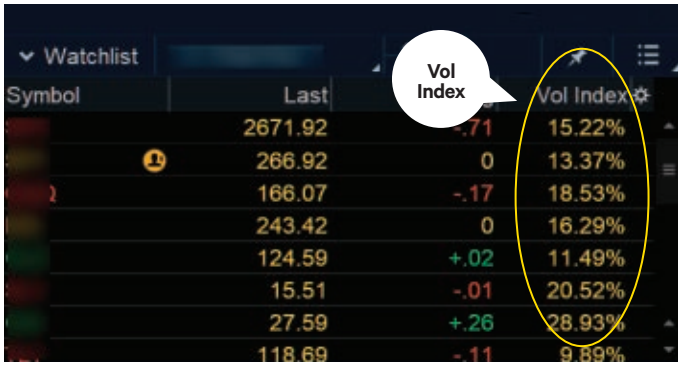 Watchlist
Vol
Index
Symbol Last Vol Index
2671.92 -.71 15.22%
266.92 0 13.37%
166.07 -.17 18.53%
243.42 0 16.29%
124.59 +.02 11.49%
15.51 -.01 20.52%
27.59 +.26 28.93%
118.69 -.11 9.89%